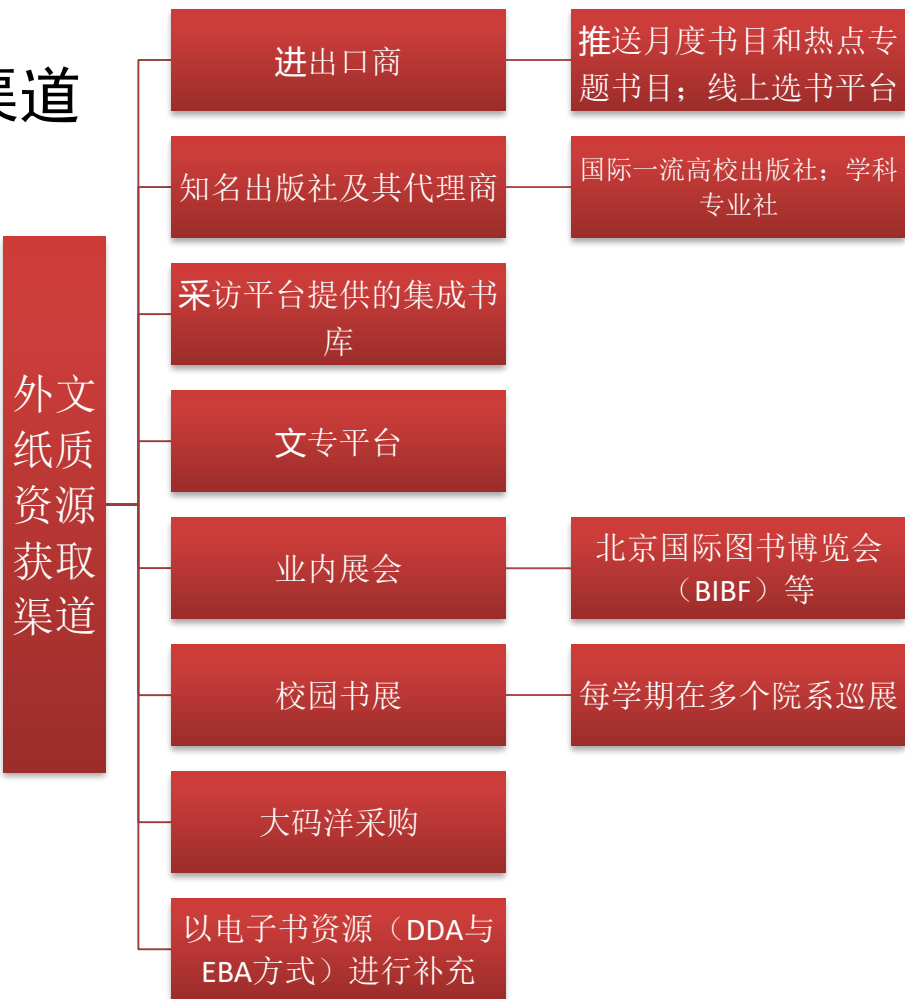 渠道
外文
纸质
资源
获取
渠道
进出口商
推送月度书目和热点专
题书目；线上选书平台
知名出版社及其代理商
国际一流高校出版社；学科
专业社
采访平台提供的集成书
库
文专平台
业内展会
北京国际图书博览会
（BIBF）等
校园书展
每学期在多个院系巡展
大码洋采购
以电子书资源（DDA与
EBA方式）进行补充